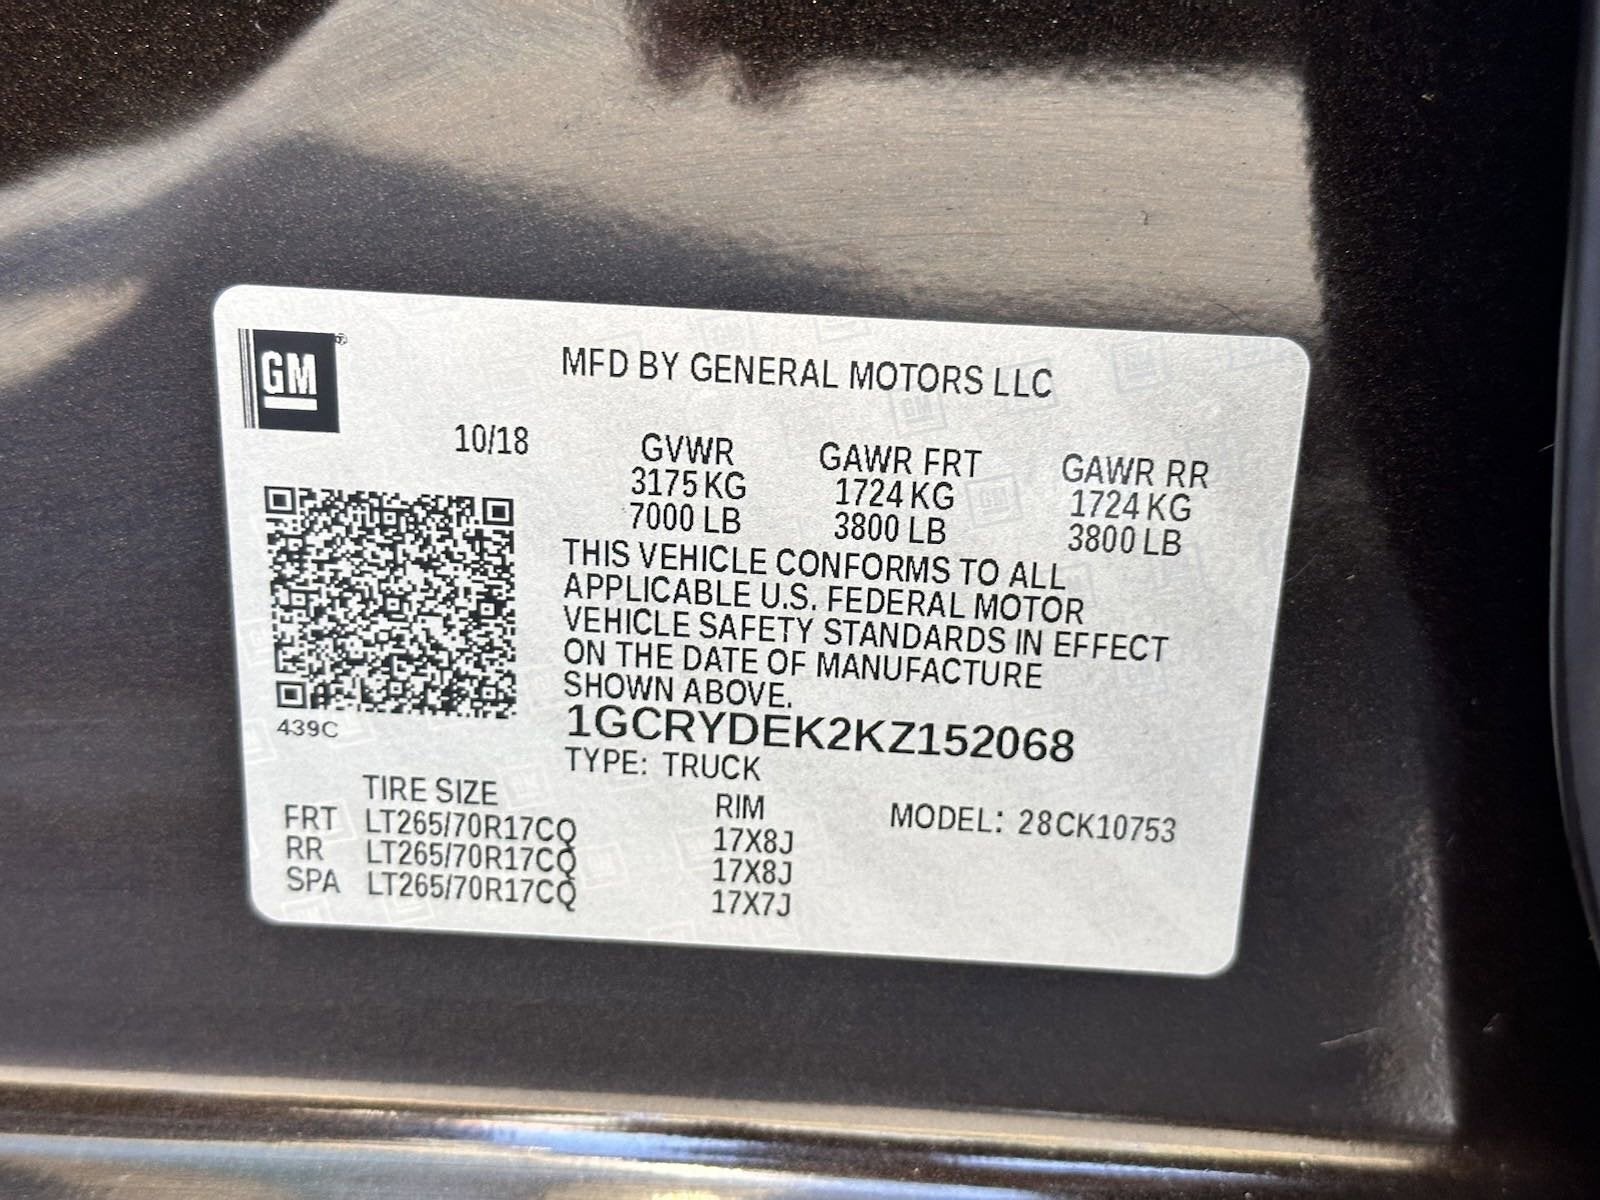 GM
MFD BY GENERAL MOTORS LLC
10/18 GVWR GAWR FRT GAWR RR
3175 KG 1724 KG 1724 KG
7000 LB 3800 LB 3800 LB
THIS VEHICLE CONFORMS TO ALL
APPLICABLE U.S. FEDERAL MOTOR
VEHICLE SAFETY STANDARDS IN EFFECT
ON THE DATE OF MANUFACTURE
SHOWN ABOVE.
439C
1GCRYDEK2KZ152068
TYPE: TRUCK
TIRE SIZE RIM MODEL: 28CK10753
FRT LT265/70R17CQ 17X8J
RR LT265/70R17CQ 17X8J
SPA LT265/70R17CQ 17X7J